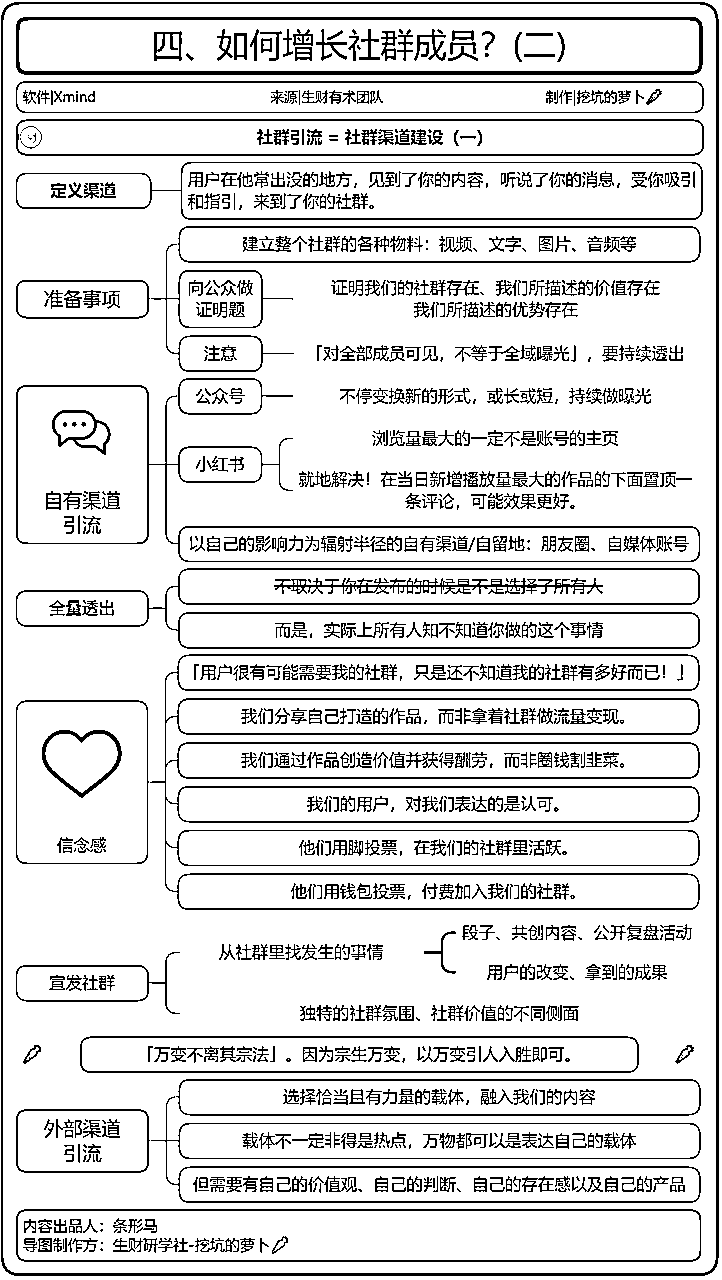 四、如何增长社群成员？(二)
软件|Xmind
来源|生财有术团队
制作|挖坑的萝卜
社群引流 = 社群渠道建设（一）
定义渠道
用户在他常出没的地方，见到了你的内容，听说了你的消息，受你吸引
和指引，来到了你的社群。
准备事项
建立整个社群的各种物料：视频、文字、图片、音频等
向公众做
证明题
证明我们的社群存在、我们所描述的价值存在
我们所描述的优势存在
注意
「对全部成员可见，不等于全域曝光」，要持续透出
自有渠道
引流
公众号
不停变换新的形式，或长或短，持续做曝光
小红书
浏览量最大的一定不是账号的主页
就地解决！在当日新增播放量最大的作品的下面置顶一
条评论，可能效果更好。
以自己的影响力为辐射半径的自有渠道/自留地：朋友圈、自媒体账号
全量透出
不取决于你在发布的时候是不是选择了所有人
而是，实际上所有人知不知道你做的这个事情
信念感
「用户很有可能需要我的社群，只是还不知道我的社群有多好而已！」
我们分享自己打造的作品，而非拿着社群做流量变现。
我们通过作品创造价值并获得酬劳，而非圈钱割韭菜。
我们的用户，对我们表达的是认可。
他们用脚投票，在我们的社群里活跃。
他们用钱包投票，付费加入我们的社群。
宣发社群
从社群里找发生的事情
段子、共创内容、公开复盘活动
用户的改变、拿到的成果
独特的社群氛围、社群价值的不同侧面
「万变不离其宗法」。因为宗生万变，以万变引人入胜即可。
外部渠道
引流
选择恰当且有力量的载体，融入我们的内容
载体不一定非得是热点，万物都可以是表达自己的载体
但需要有自己的价值观、自己的判断、自己的存在感以及自己的产品
内容出品人：条形马
导图制作方：生财研学社-挖坑的萝卜